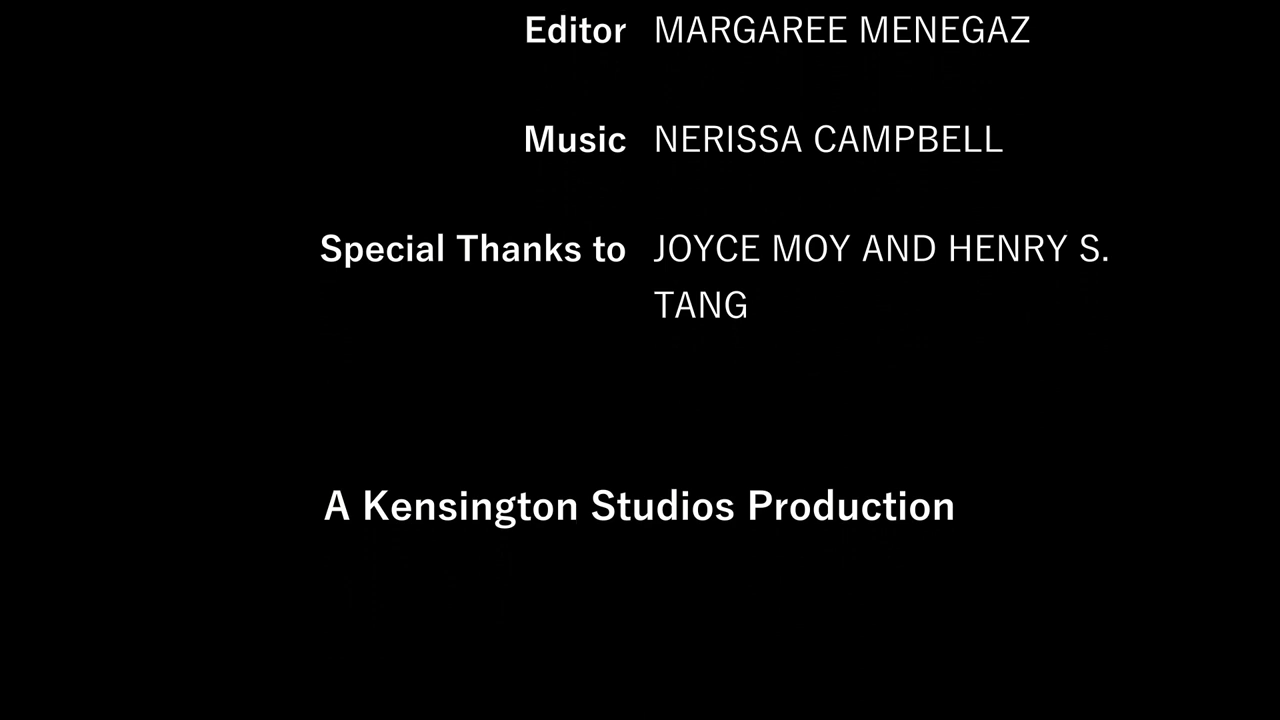 Editor MARGAREE MENEGAZ
Music NERISSA CAMPBELL
Special Thanks to JOYCE MOY AND HENRY S.
TANG
A Kensington Studios Production